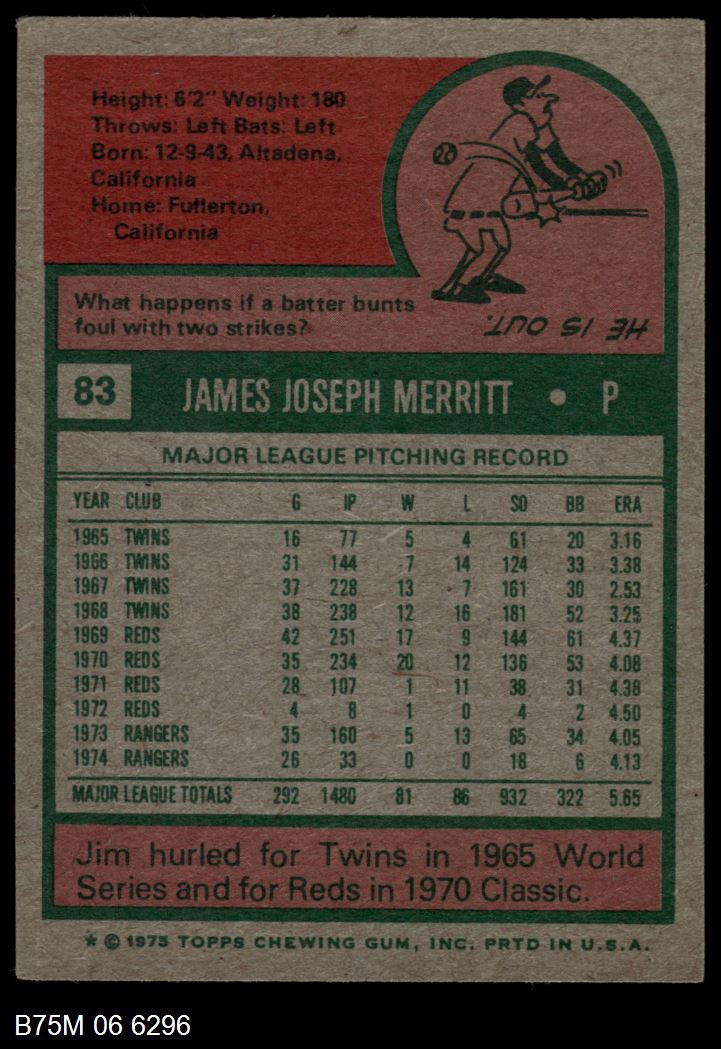 Height: 6'2" Weight: 180
Throws: Left Bats: Left
Born: 12-9-43, Altadena,
California
Home: Fullerton,
California
What happens if a batter bunts
foul with two strikes?
HE IS OUT.
83 JAMES JOSEPH MERRITT • P
MAJOR LEAGUE PITCHING RECORD
YEAR CLUB G IP W L SO BB ERA
1965 TWINS 16 77 5 4 61 20 3.16
1966 TWINS 31 144 7 14 124 33 3.38
1967 TWINS 37 228 13 7 161 30 2.53
1968 TWINS 38 238 12 16 181 52 3.25
1969 REDS 42 251 17 9 144 61 4.37
1970 REDS 35 234 20 12 136 53 4.08
1971 REDS 28 107 1 11 38 31 4.38
1972 REDS 4 8 1 0 4 2 4.50
1973 RANGERS 35 160 5 13 65 34 4.05
1974 RANGERS 26 33 0 0 18 6 4.13
MAJOR LEAGUE TOTALS 292 1480 81 86 932 322 5.65
Jim hurled for Twins in 1965 World
Series and for Reds in 1970 Classic.
* © 1975 TOPPS CHEWING GUM, INC. PRTD IN U.S.A.
B75M 06 6296